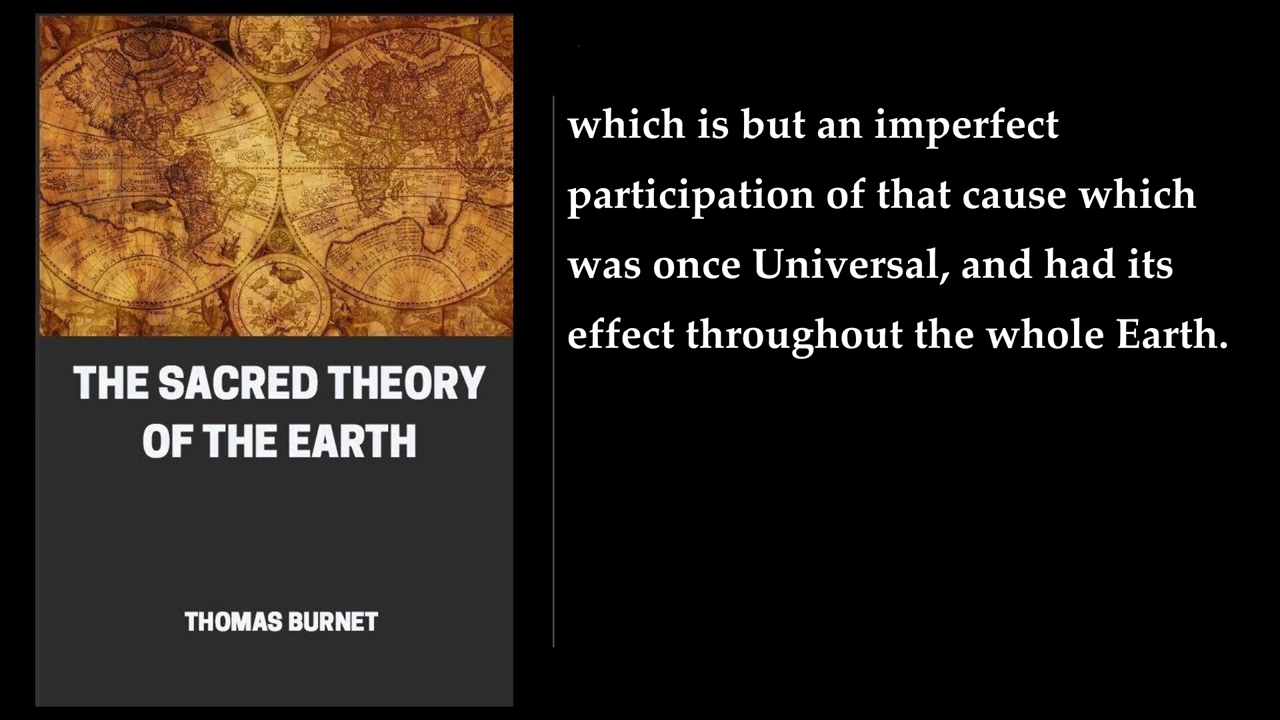 THE SACRED THEORY
OF THE EARTH
THOMAS BURNET
which is but an imperfect
participation of that cause which
was once Universal, and had its
effect throughout the whole Earth.